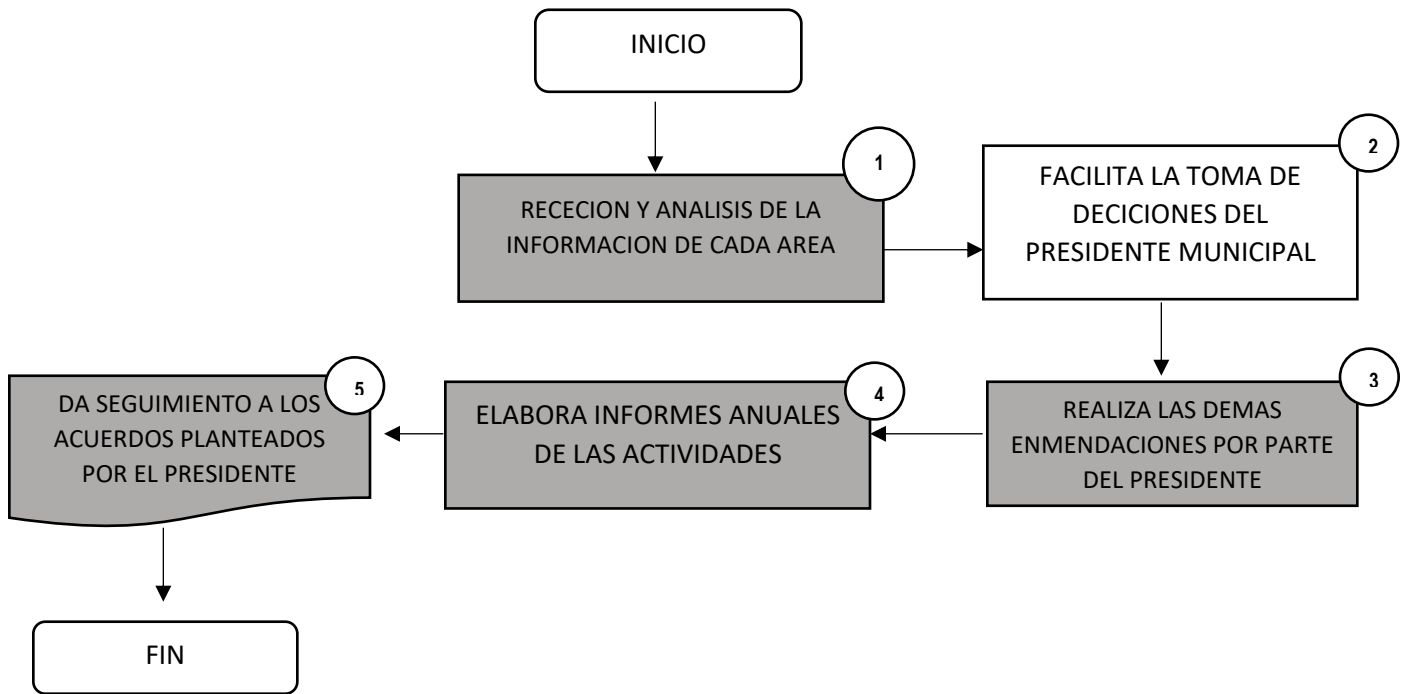 INICIO
1
RECECION Y ANALISIS DE LA
INFORMACION DE CADA AREA
2
FACILITA LA TOMA DE
DECICIONES DEL
PRESIDENTE MUNICIPAL
3
REALIZA LAS DEMAS
ENMENDACIONES POR PARTE
DEL PRESIDENTE
4
ELABORA INFORMES ANUALES
DE LAS ACTIVIDADES
5
DA SEGUIMIENTO A LOS
ACUERDOS PLANTEADOS
POR EL PRESIDENTE
FIN